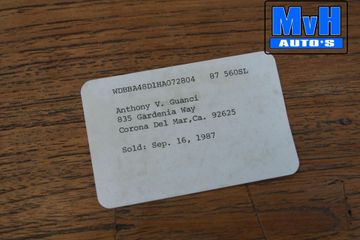 MvH
AUTO'S
WDBBA48D1HA072804 87 560SL
Anthony V. Guanci
835 Gardenia Way
Corona Del Mar,Ca. 92625
Sold: Sep. 16, 1987